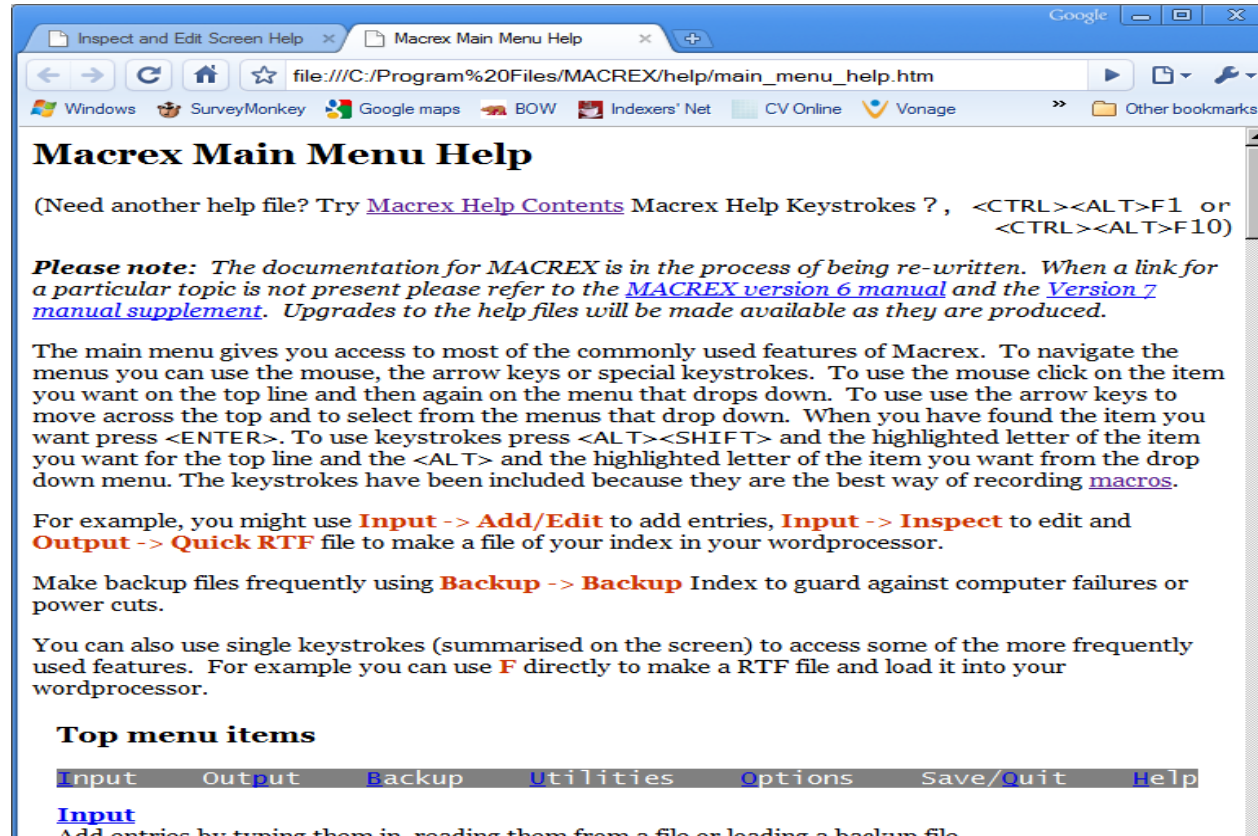 Google
Inspect and Edit Screen Help
Macrex Main Menu Help
file:///C:/Program%20Files/MACREX/help/main_menu_help.htm
Windows SurveyMonkey Google maps BOW Indexers' Net CV Online Vonage » Other bookmarks
Macrex Main Menu Help
(Need another help file? Try Macrex Help Contents Macrex Help Keystrokes ?, <CTRL><ALT>F1 or
<CTRL><ALT>F10)
Please note: The documentation for MACREX is in the process of being re-written. When a link for
a particular topic is not present please refer to the MACREX version 6 manual and the Version 7
manual supplement. Upgrades to the help files will be made available as they are produced.
The main menu gives you access to most of the commonly used features of Macrex. To navigate the
menus you can use the mouse, the arrow keys or special keystrokes. To use the mouse click on the item
you want on the top line and then again on the menu that drops down. To use use the arrow keys to
move across the top and to select from the menus that drop down. When you have found the item you
want press <ENTER>. To use keystrokes press <ALT><SHIFT> and the highlighted letter of the item
you want for the top line and the <ALT> and the highlighted letter of the item you want from the drop
down menu. The keystrokes have been included because they are the best way of recording macros.
For example, you might use Input -> Add/Edit to add entries, Input -> Inspect to edit and
Output -> Quick RTF file to make a file of your index in your wordprocessor.
Make backup files frequently using Backup -> Backup Index to guard against computer failures or
power cuts.
You can also use single keystrokes (summarised on the screen) to access some of the more frequently
used features. For example you can use F directly to make a RTF file and load it into your
wordprocessor.
Top menu items
Input Output Backup Utilities Options Save/Quit Help
Input
Add entries by typing them in, reading them from a file or loading a backup file